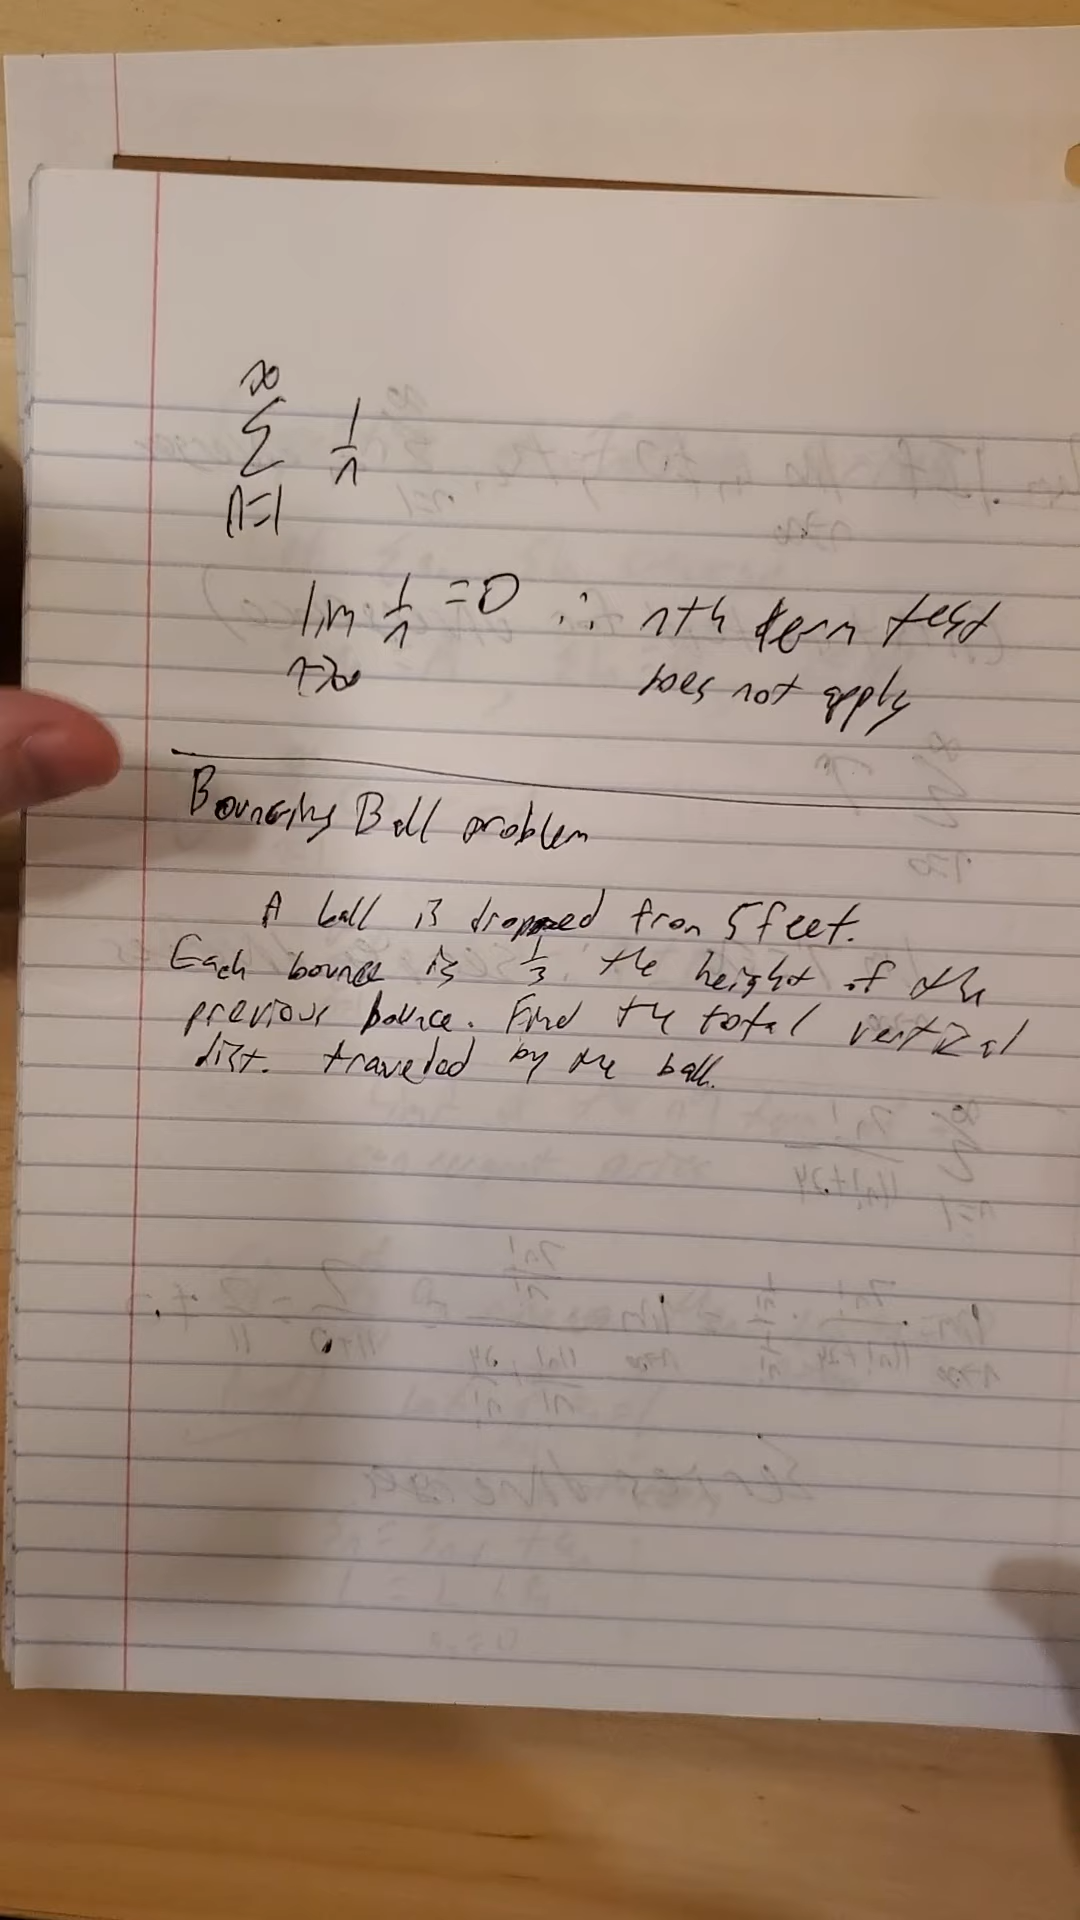 ∞
Σ 1/n
n=1
lim 1/n = 0 ∴ nth term test
n→∞ does not apply
Bouncing Ball problem
A ball is dropped from 5 feet.
Each bounce is 1/3 the height of the
previous bounce. Find the total vertical
dist. traveled by the ball.